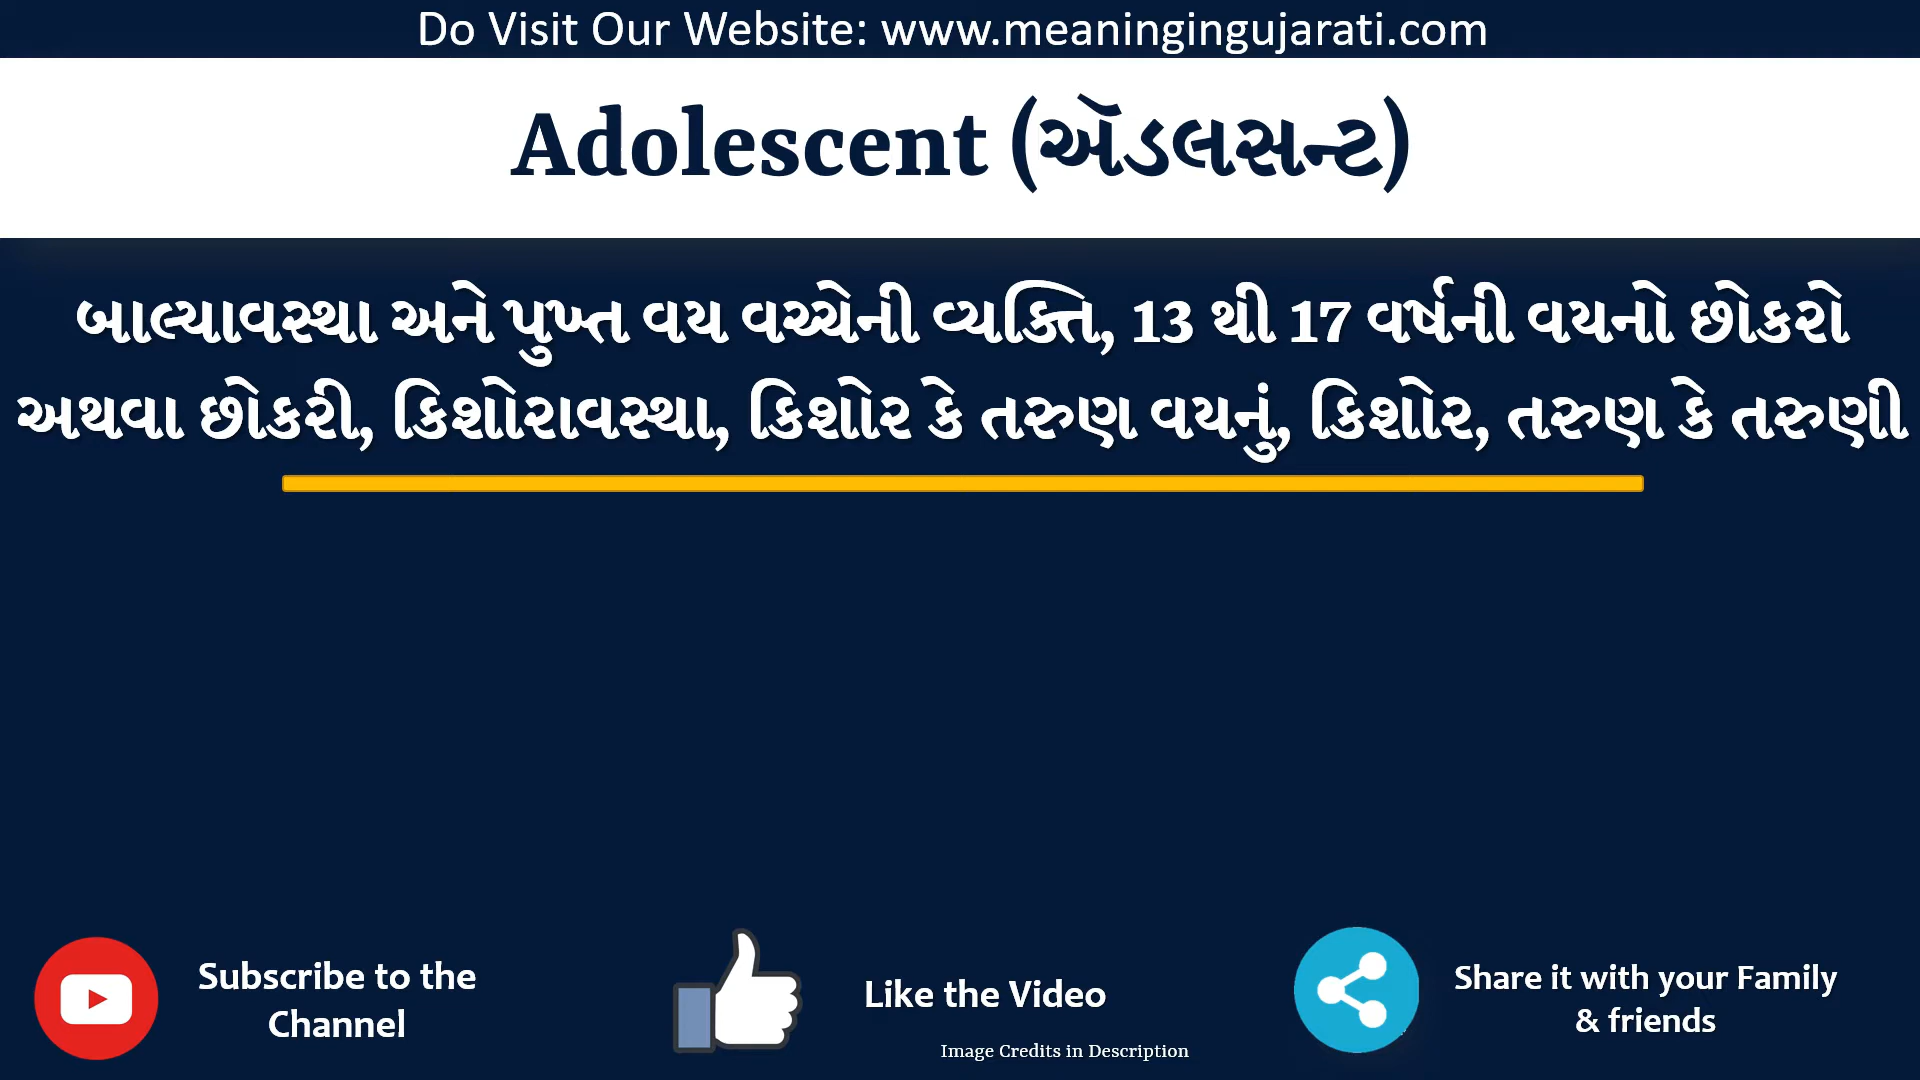 Do Visit Our Website: www.meaningingujarati.com
Adolescent (ઍડલસન્ટ)
બાલ્યાવસ્થા અને પુખ્ત વય વચ્ચેની વ્યક્તિ, 13 થી 17 વર્ષની વયનો છોકરો
અથવા છોકરી, કિશોરાવસ્થા, કિશોર કે તરુણ વયનું, કિશોર, તરુણ કે તરુણી
Subscribe to the
Channel
Like the Video
Share it with your Family
& friends
Image Credits in Description